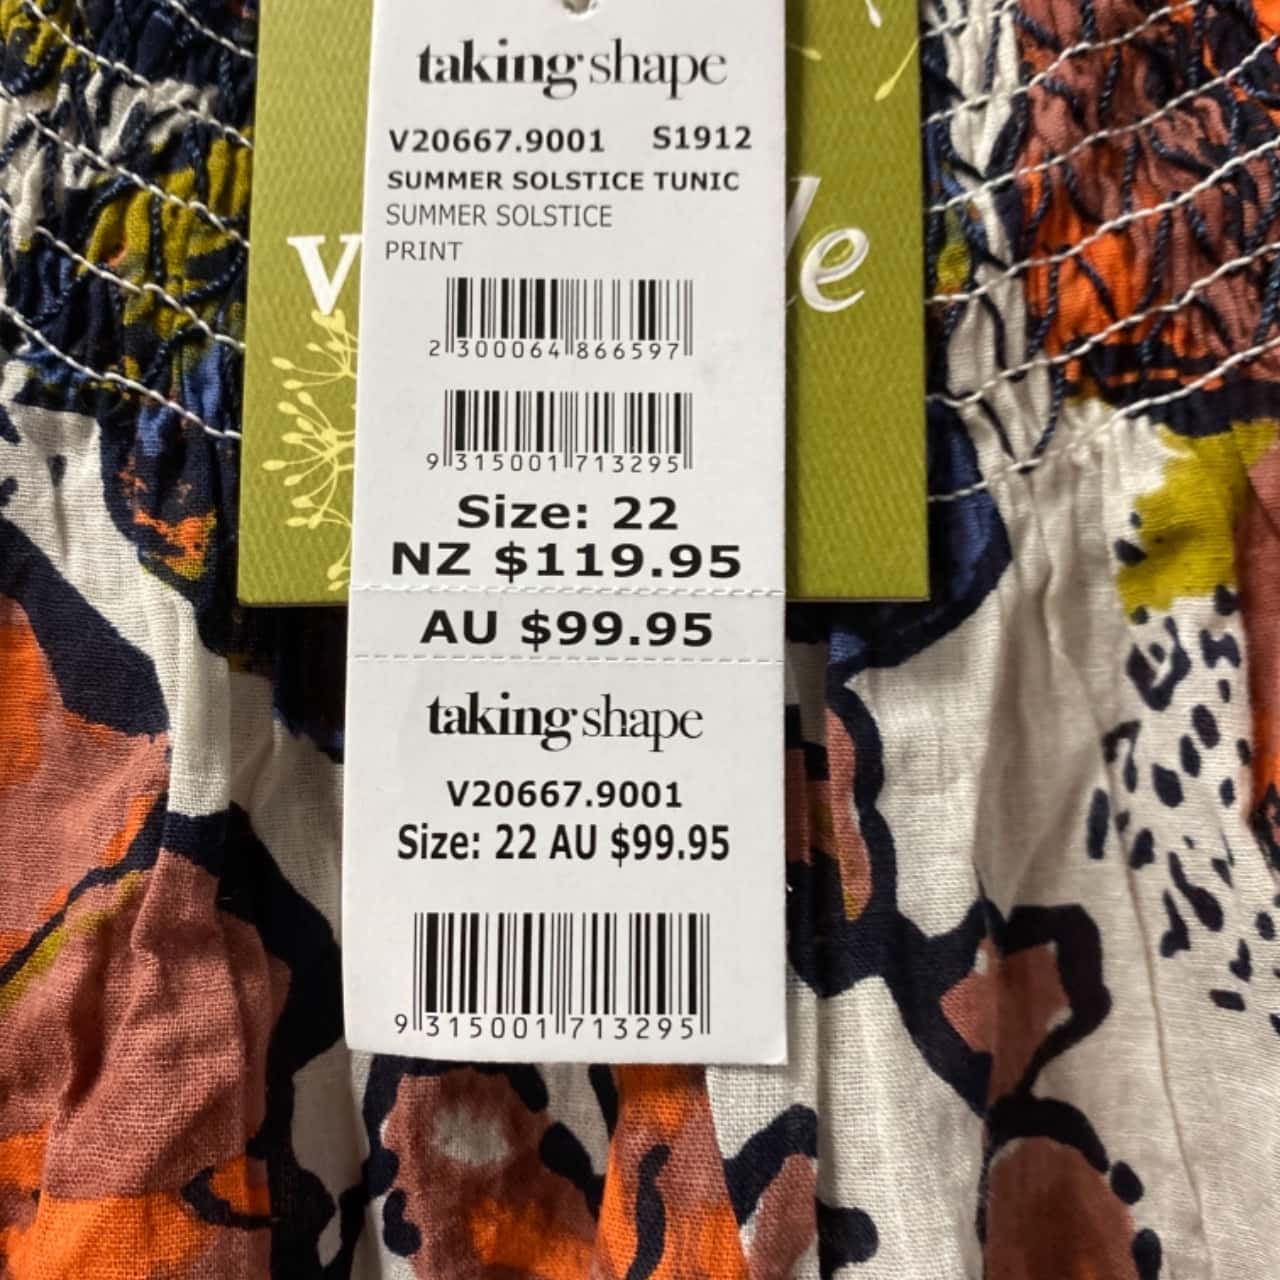 taking shape
V20667.9001 S1912
SUMMER SOLSTICE TUNIC
SUMMER SOLSTICE
PRINT
2 300064 866597
9 315001 713295
Size: 22
NZ $119.95
AU $99.95
taking shape
V20667.9001
Size: 22 AU $99.95
9 315001 713295